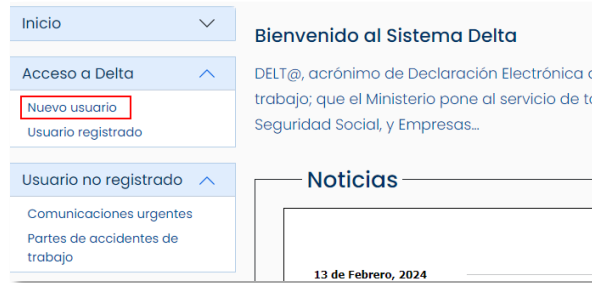 Inicio
Acceso a Delta
Nuevo usuario
Usuario registrado
Usuario no registrado
Comunicaciones urgentes
Partes de accidentes de
trabajo
Bienvenido al Sistema Delta
DELT@, acrónimo de Declaración Electrónica
trabajo; que el Ministerio pone al servicio de
Seguridad Social, y Empresas...
Noticias
13 de Febrero, 2024